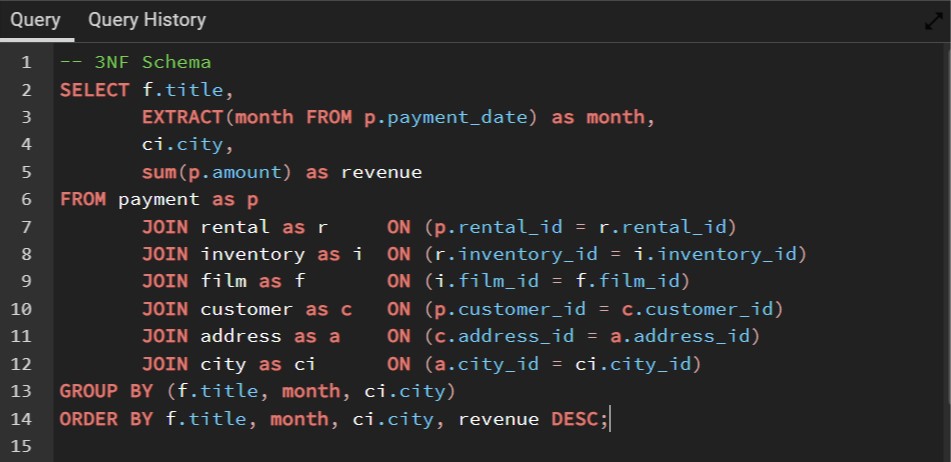 Query Query History
1 -- 3NF Schema
2 SELECT f.title,
3 EXTRACT(month FROM p.payment_date) as month,
4 ci.city,
5 sum(p.amount) as revenue
6 FROM payment as p
7 JOIN rental as r ON (p.rental_id = r.rental_id)
8 JOIN inventory as i ON (r.inventory_id = i.inventory_id)
9 JOIN film as f ON (i.film_id = f.film_id)
10 JOIN customer as c ON (p.customer_id = c.customer_id)
11 JOIN address as a ON (c.address_id = a.address_id)
12 JOIN city as ci ON (a.city_id = ci.city_id)
13 GROUP BY (f.title, month, ci.city)
14 ORDER BY f.title, month, ci.city, revenue DESC;
15